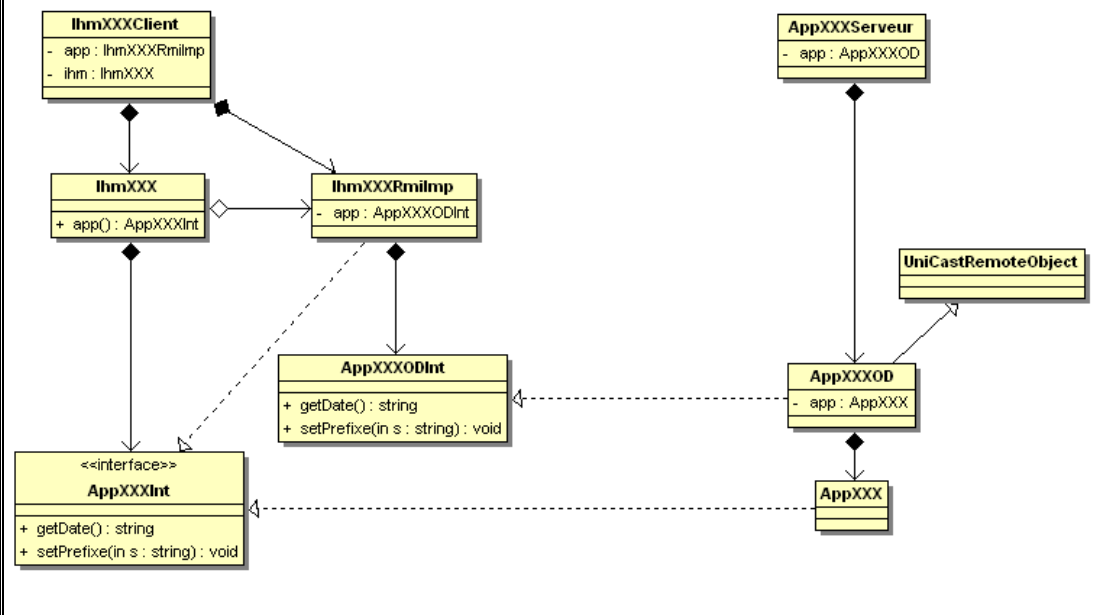 IhmXXXClient
- app : IhmXXXRmiImp
- ihm : IhmXXX
AppXXXServeur
- app : AppXXXOD
IhmXXX
+ app() : AppXXXInt
IhmXXXRmiImp
- app : AppXXXODInt
UniCastRemoteObject
AppXXXODInt
+ getDate() : string
+ setPrefixe(in s : string) : void
AppXXXOD
- app : AppXXX
<<interface>>
AppXXXInt
+ getDate() : string
+ setPrefixe(in s : string) : void
AppXXX